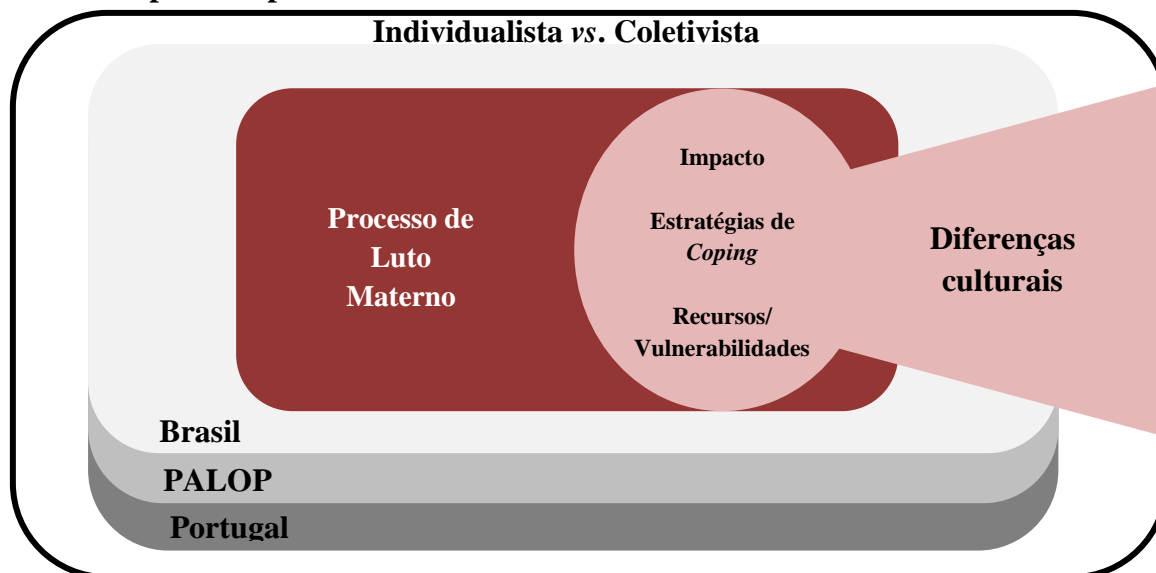 Individualista vs. Coletivista
Impacto
Processo de
Luto
Materno
Estratégias de
Coping
Recursos/
Vulnerabilidades
Diferenças
culturais
Brasil
PALOP
Portugal